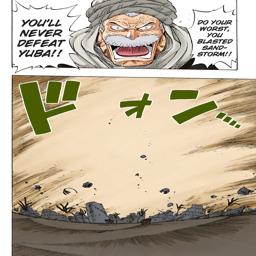 YOU'LL
NEVER
DEFEAT
YUBA!!
DO YOUR
WORST,
YOU
BLASTED
SAND-
STORM!!
ドォン...